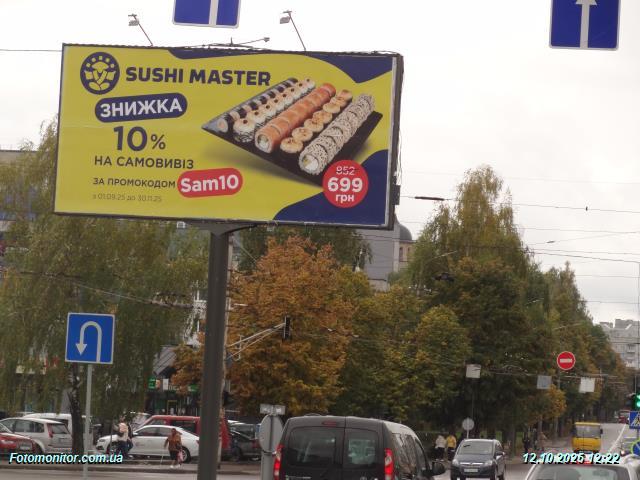 SUSHI MASTER
ЗНИЖКА
10%
НА САМОВИВІЗ
ЗА ПРОМОКОДОМ Sam10
з 01.09.25 до 30.11.25
852
699
грн
Fotomonitor.com.ua
12.10.2025 12:22